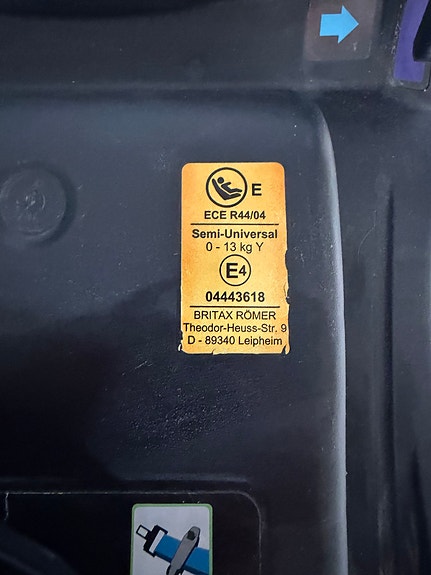 E
ECE R44/04
Semi-Universal
0 - 13 kg Y
E4
04443618
BRITAX RÖMER
Theodor-Heuss-Str. 9
D - 89340 Leipheim